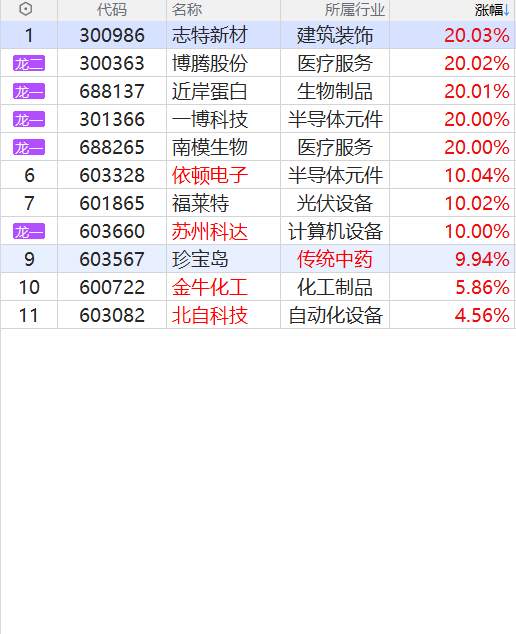 代码 名称 所属行业 涨幅↓
1 300986 志特新材 建筑装饰 20.03%
龙二 300363 博腾股份 医疗服务 20.02%
龙一 688137 近岸蛋白 生物制品 20.01%
龙一 301366 一博科技 半导体元件 20.00%
龙一 688265 南模生物 医疗服务 20.00%
6 603328 依顿电子 半导体元件 10.04%
7 601865 福莱特 光伏设备 10.02%
龙一 603660 苏州科达 计算机设备 10.00%
9 603567 珍宝岛 传统中药 9.94%
10 600722 金牛化工 化工制品 5.86%
11 603082 北自科技 自动化设备 4.56%